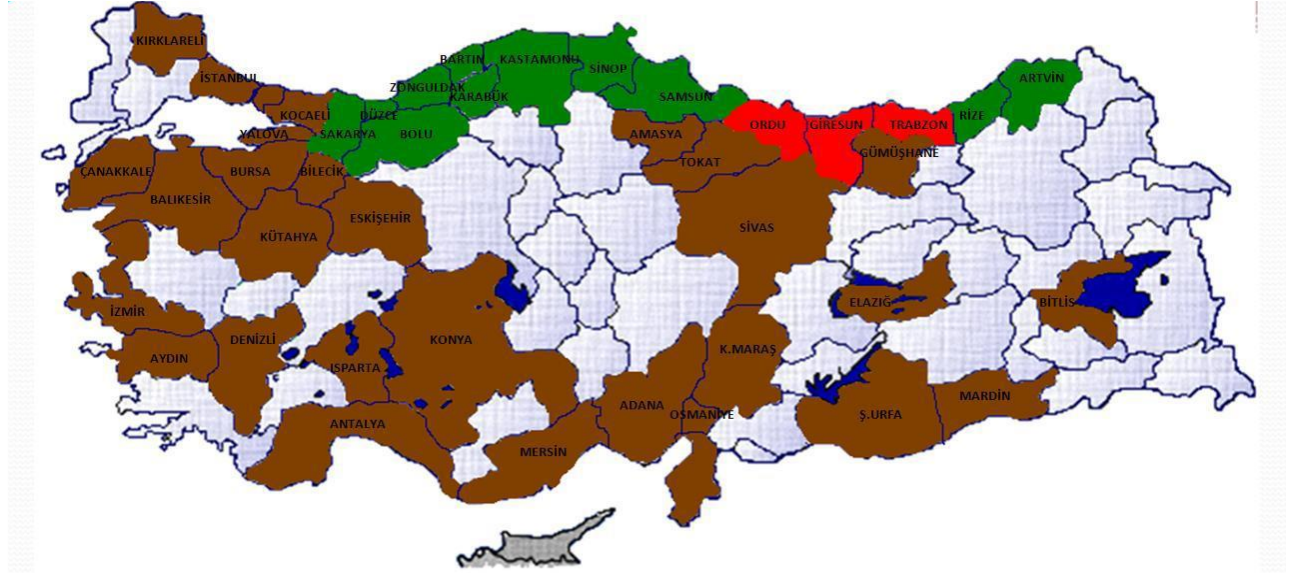 KIRKLARELİ
İSTANBUL
KOCAELİ
YALOVA
SAKARYA
DÜZCE
BOLU
ZONGULDAK
BARTIN
KARABÜK
KASTAMONU
SİNOP
SAMSUN
ORDU
GİRESUN
TRABZON
RİZE
ARTVİN
AMASYA
TOKAT
GÜMÜŞHANE
ÇANAKKALE
BALIKESİR
BURSA
BİLECİK
KÜTAHYA
ESKİŞEHİR
SİVAS
ELAZIĞ
BİTLİS
İZMİR
AYDIN
DENİZLİ
ISPARTA
KONYA
K.MARAŞ
ANTALYA
MERSİN
ADANA
OSMANİYE
Ş.URFA
MARDİN